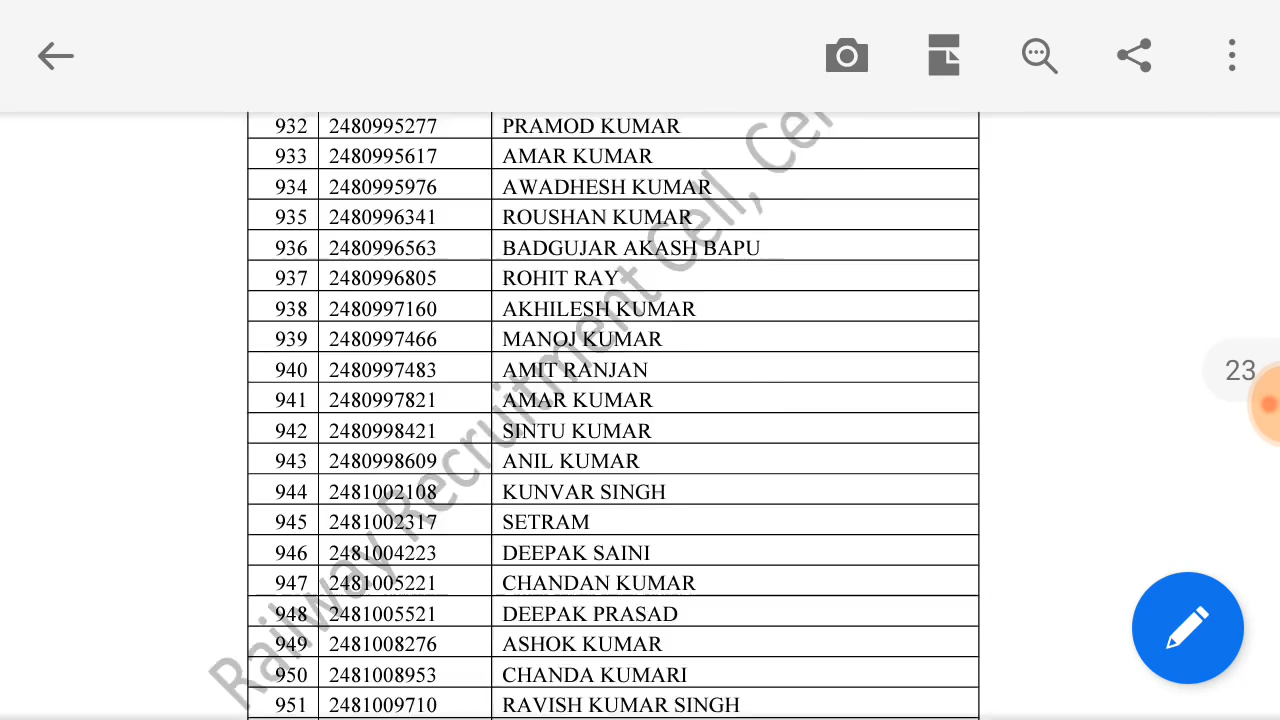 932 2480995277 PRAMOD KUMAR
933 2480995617 AMAR KUMAR
934 2480995976 AWADHESH KUMAR
935 2480996341 ROUSHAN KUMAR
936 2480996563 BADGUJAR AKASH BAPU
937 2480996805 ROHIT RAY
938 2480997160 AKHILESH KUMAR
939 2480997466 MANOJ KUMAR
940 2480997483 AMIT RANJAN
941 2480997821 AMAR KUMAR
942 2480998421 SINTU KUMAR
943 2480998609 ANIL KUMAR
944 2481002108 KUNVAR SINGH
945 2481002317 SETRAM
946 2481004223 DEEPAK SAINI
947 2481005221 CHANDAN KUMAR
948 2481005521 DEEPAK PRASAD
949 2481008276 ASHOK KUMAR
950 2481008953 CHANDA KUMARI
951 2481009710 RAVISH KUMAR SINGH
Railway Recruitment Cell,
23